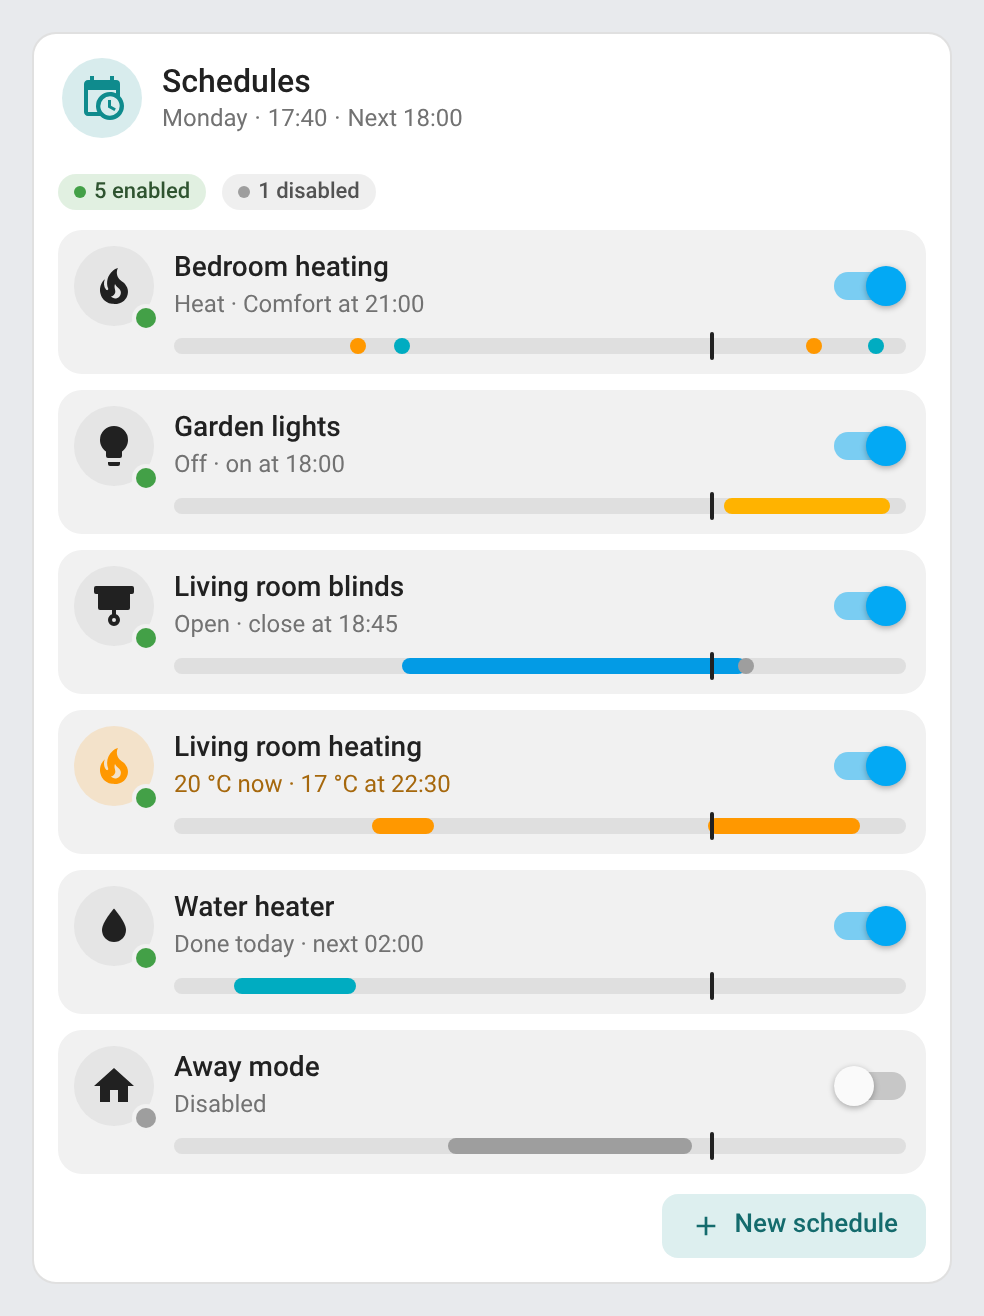 Schedules
Monday · 17:40 · Next 18:00
5 enabled
1 disabled
Bedroom heating
Heat · Comfort at 21:00
Garden lights
Off · on at 18:00
Living room blinds
Open · close at 18:45
Living room heating
20 °C now · 17 °C at 22:30
Water heater
Done today · next 02:00
Away mode
Disabled
+ New schedule